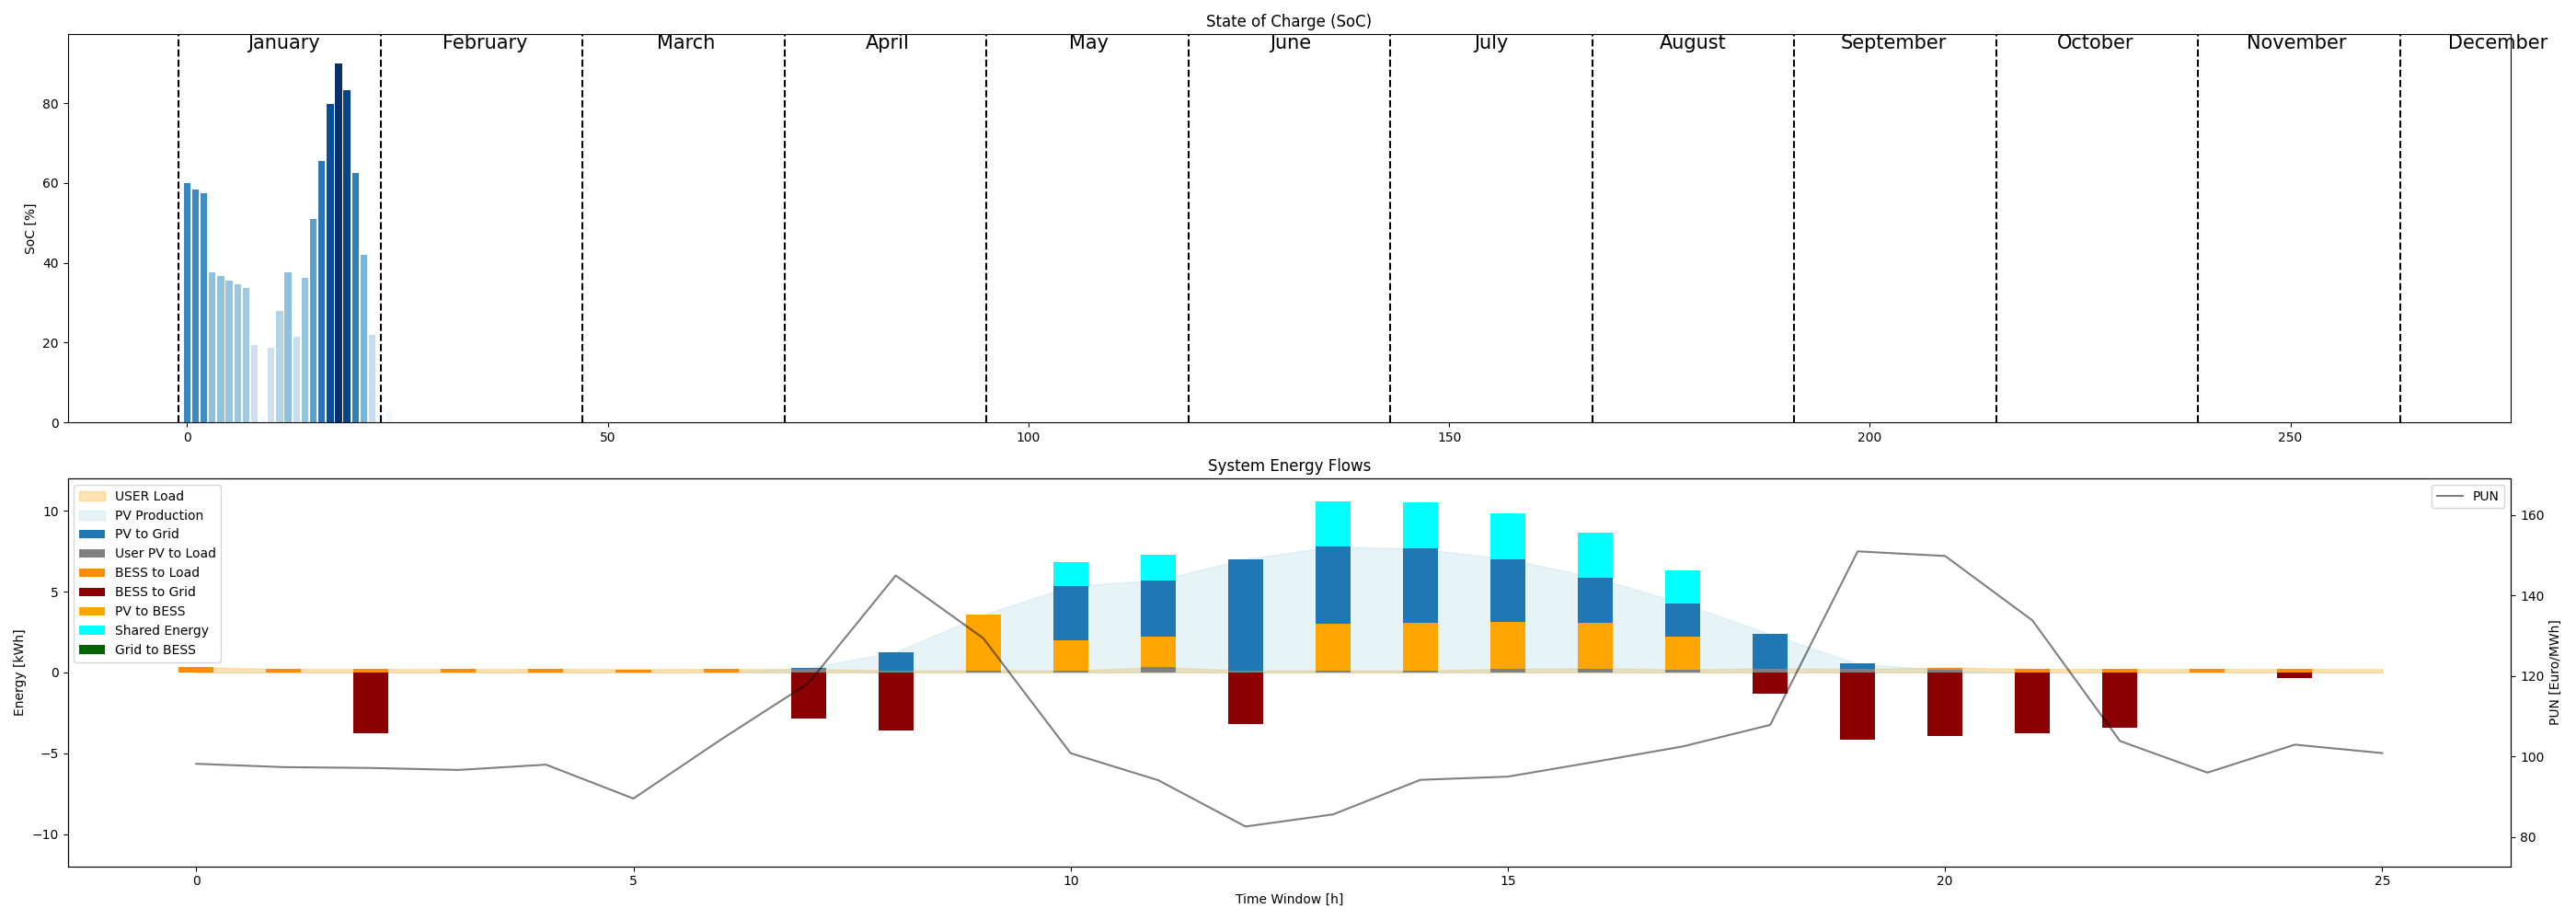 State of Charge (SoC)
January February March April May June July August September October November December
SoC [%]
80
60
40
20
0
0 50 100 150 200 250
System Energy Flows
USER Load
PV Production
PV to Grid
User PV to Load
BESS to Load
BESS to Grid
PV to BESS
Shared Energy
Grid to BESS
PUN
Energy [kWh]
10
5
0
−5
−10
160
140
120
100
80
PUN [Euro/MWh]
0 5 10 15 20 25
Time Window [h]